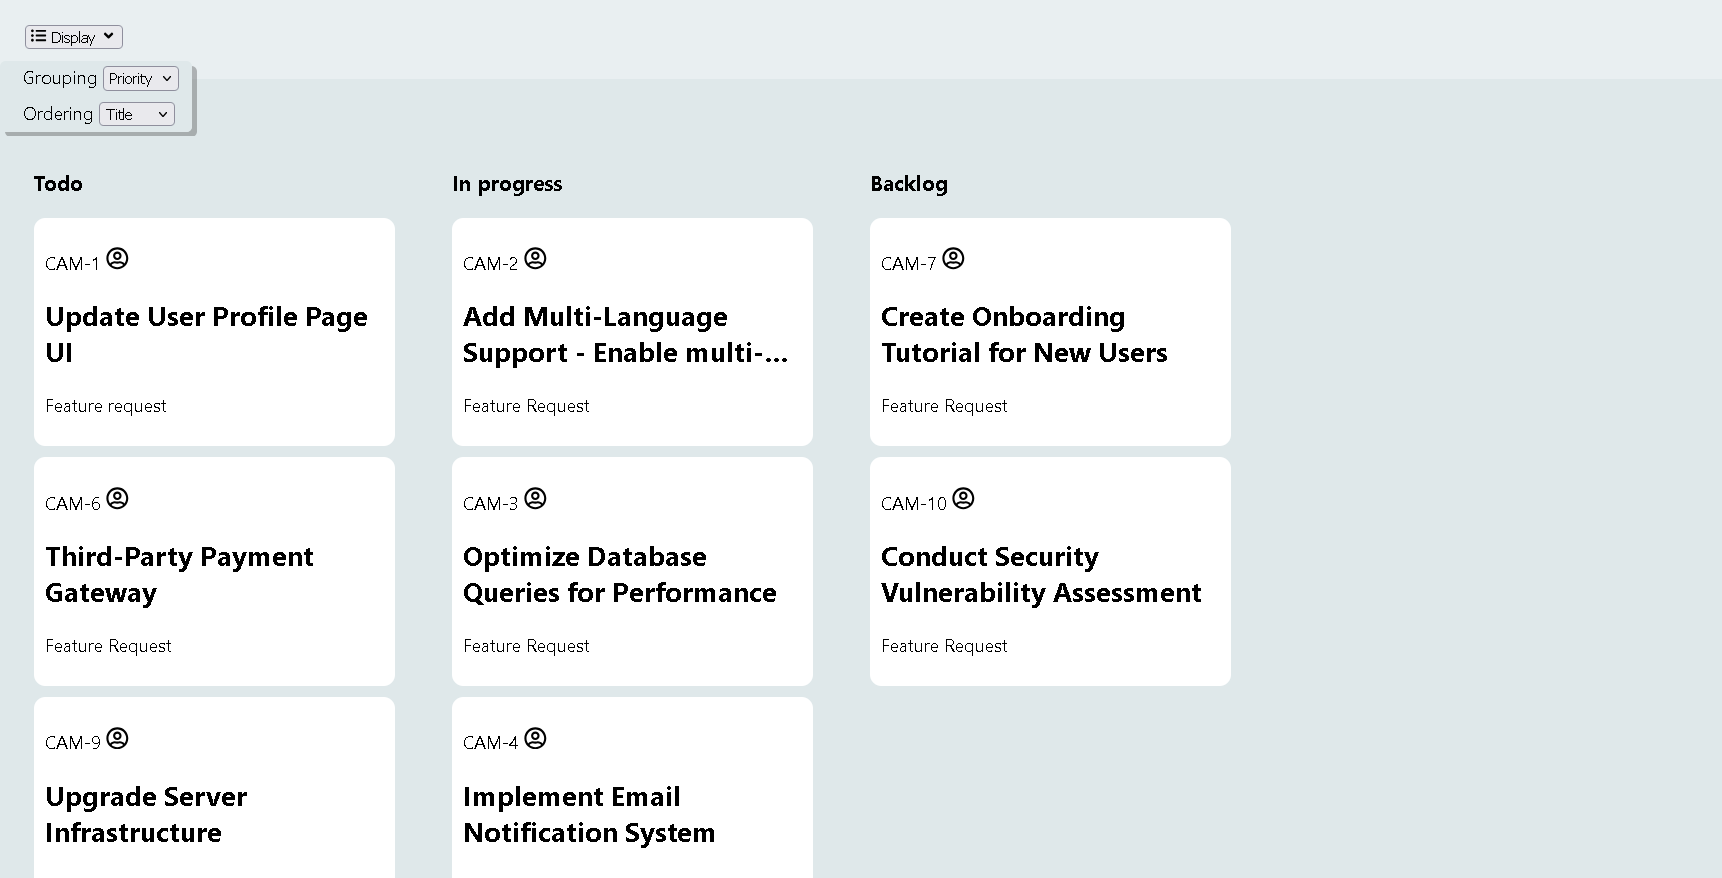 Display
Grouping Priority
Ordering Title
Todo
CAM-1
Update User Profile Page
UI
Feature request
CAM-6
Third-Party Payment
Gateway
Feature Request
CAM-9
Upgrade Server
Infrastructure
In progress
CAM-2
Add Multi-Language
Support - Enable multi-...
Feature Request
CAM-3
Optimize Database
Queries for Performance
Feature Request
CAM-4
Implement Email
Notification System
Backlog
CAM-7
Create Onboarding
Tutorial for New Users
Feature Request
CAM-10
Conduct Security
Vulnerability Assessment
Feature Request